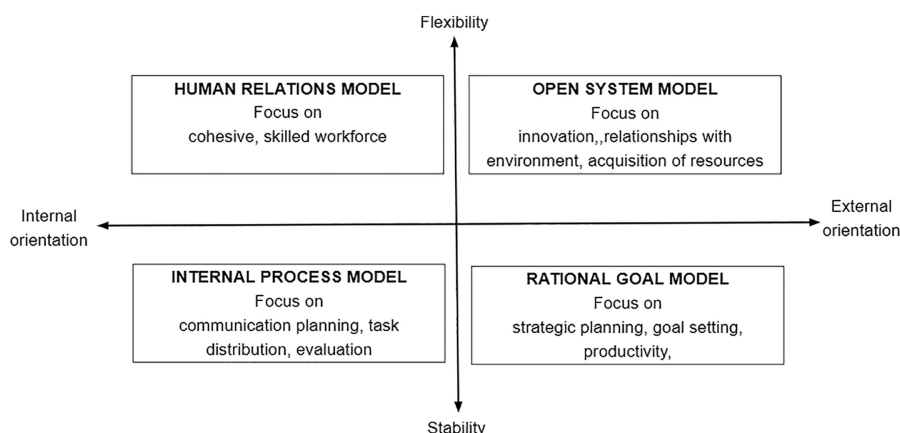 Flexibility
HUMAN RELATIONS MODEL
Focus on
cohesive, skilled workforce
OPEN SYSTEM MODEL
Focus on
innovation,,relationships with
environment, acquisition of resources
Internal
orientation
External
orientation
INTERNAL PROCESS MODEL
Focus on
communication planning, task
distribution, evaluation
RATIONAL GOAL MODEL
Focus on
strategic planning, goal setting,
productivity,
Stability